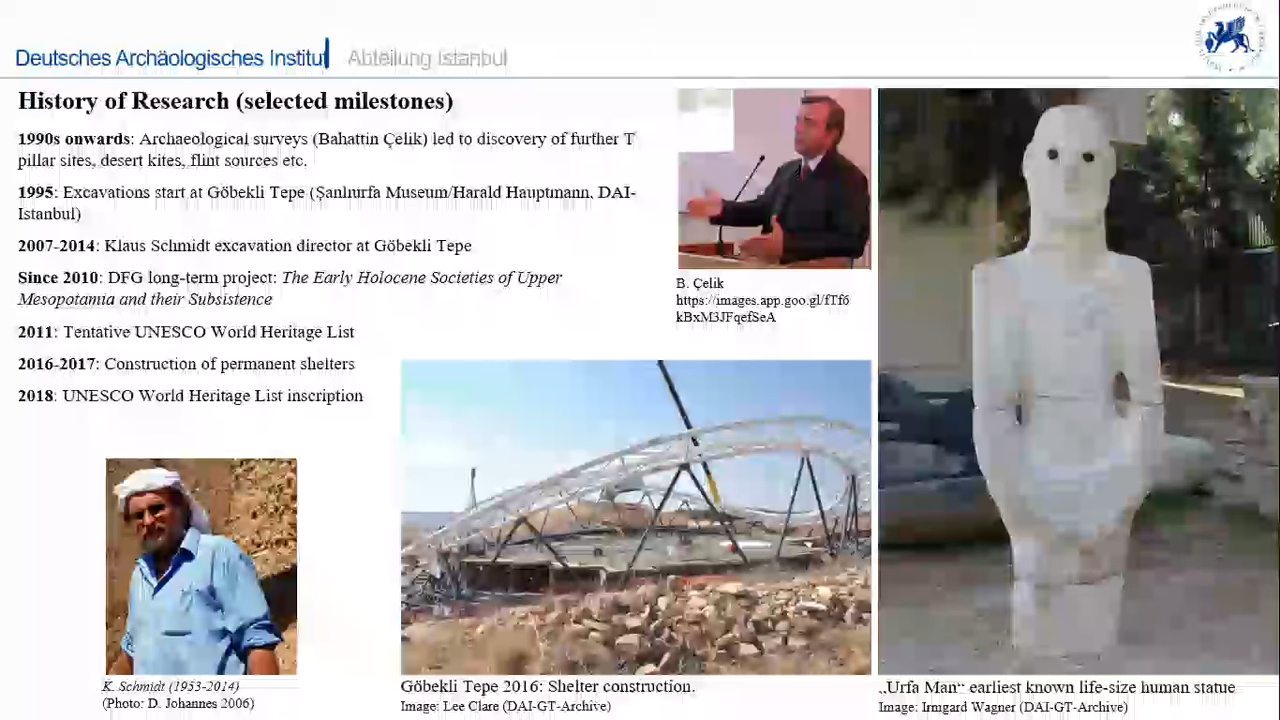 Deutsches Archäologisches Institut Abteilung Istanbul
History of Research (selected milestones)
1990s onwards: Archaeological surveys (Bahattin Çelik) led to discovery of further T
pillar sites, desert kites, flint sources etc.
1995: Excavations start at Göbekli Tepe (Şanlıurfa Museum/Harald Hauptmann, DAI-
Istanbul)
2007-2014: Klaus Schmidt excavation director at Göbekli Tepe
Since 2010: DFG long-term project: The Early Holocene Societies of Upper
Mesopotamia and their Subsistence
2011: Tentative UNESCO World Heritage List
2016-2017: Construction of permanent shelters
2018: UNESCO World Heritage List inscription
B. Çelik
https://images.app.goo.gl/fTf6
kBxM3JFqefSeA
K. Schmidt (1953-2014)
(Photo: D. Johannes 2006)
Göbekli Tepe 2016: Shelter construction.
Image: Lee Clare (DAI-GT-Archive)
„Urfa Man“ earliest known life-size human statue
Image: Irmgard Wagner (DAI-GT-Archive)